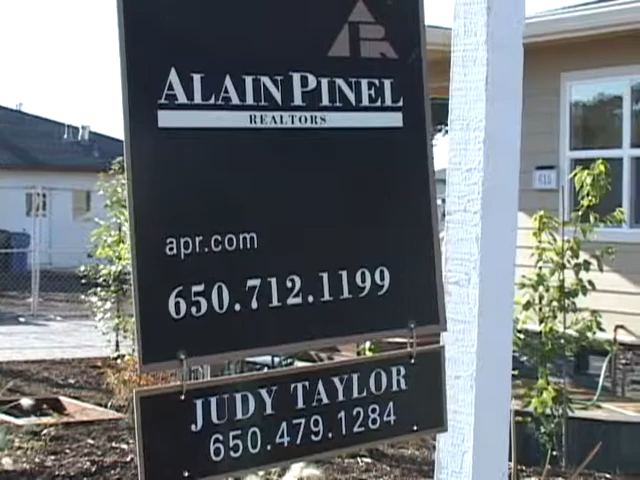 ALAIN PINEL
REALTORS
apr.com
650.712.1199
JUDY TAYLOR
650.479.1284